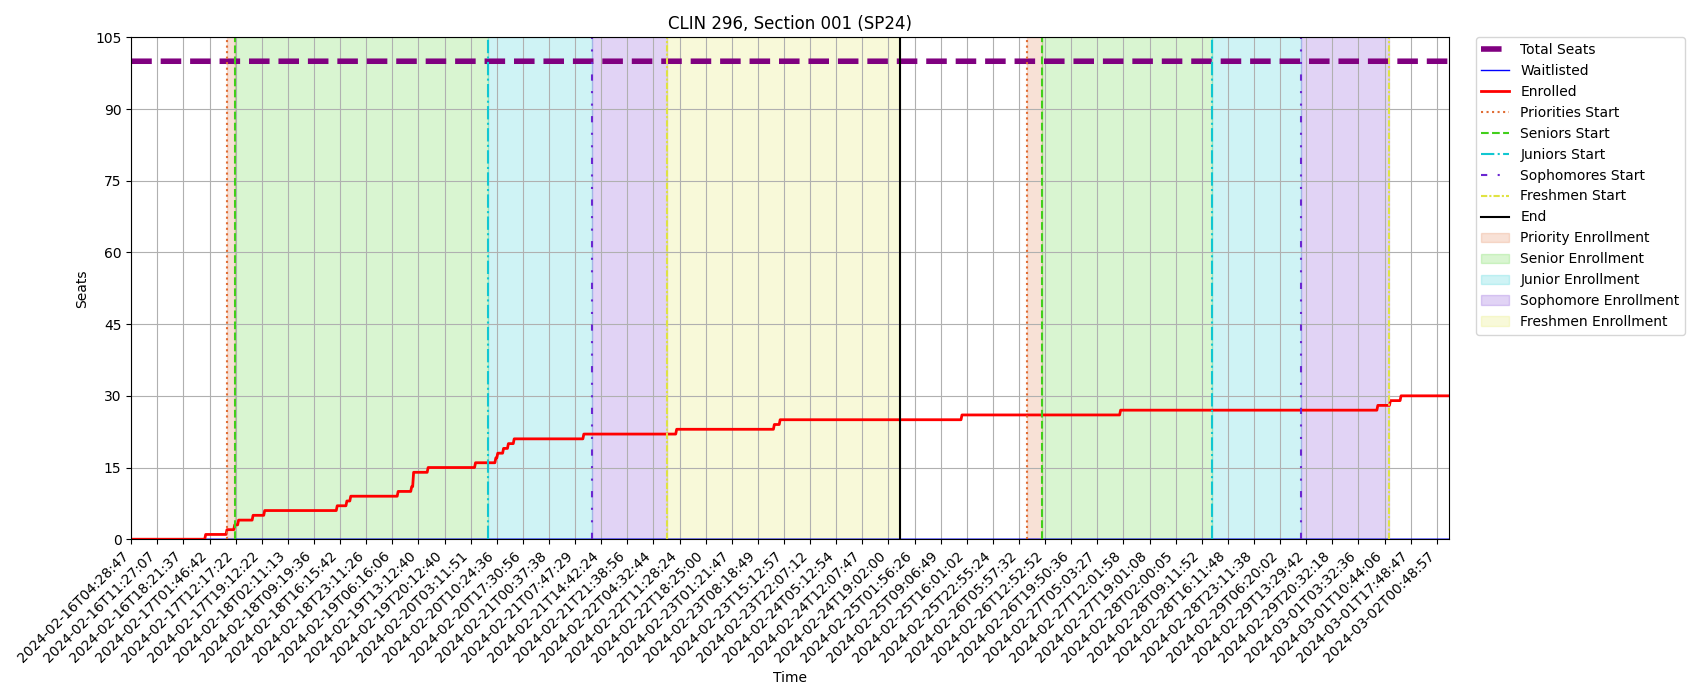 CLIN 296, Section 001 (SP24)
105
90
75
60
45
30
15
0
Seats
2024-02-16T04:28:47
2024-02-16T11:27:07
2024-02-16T18:21:37
2024-02-17T01:46:42
2024-02-17T12:17:22
2024-02-17T19:12:22
2024-02-18T02:11:13
2024-02-18T09:19:36
2024-02-18T16:15:42
2024-02-18T23:11:26
2024-02-19T06:16:06
2024-02-19T13:12:40
2024-02-19T20:12:40
2024-02-20T03:11:51
2024-02-20T10:24:36
2024-02-20T17:30:56
2024-02-21T00:37:38
2024-02-21T07:47:29
2024-02-21T14:42:24
2024-02-21T21:38:56
2024-02-22T04:32:44
2024-02-22T11:28:24
2024-02-22T18:25:00
2024-02-23T01:21:47
2024-02-23T08:18:49
2024-02-23T15:12:57
2024-02-23T22:07:12
2024-02-24T05:12:54
2024-02-24T12:07:47
2024-02-24T19:02:00
2024-02-25T01:56:26
2024-02-25T09:06:49
2024-02-25T16:01:02
2024-02-25T22:55:24
2024-02-26T05:57:32
2024-02-26T12:52:52
2024-02-26T19:50:36
2024-02-27T05:03:27
2024-02-27T12:01:58
2024-02-27T19:01:08
2024-02-28T02:00:05
2024-02-28T09:11:52
2024-02-28T16:11:48
2024-02-28T23:11:38
2024-02-29T06:20:02
2024-02-29T13:29:42
2024-02-29T20:32:18
2024-03-01T03:32:36
2024-03-01T10:44:06
2024-03-01T17:48:47
2024-03-02T00:48:57
Time
Total Seats
Waitlisted
Enrolled
Priorities Start
Seniors Start
Juniors Start
Sophomores Start
Freshmen Start
End
Priority Enrollment
Senior Enrollment
Junior Enrollment
Sophomore Enrollment
Freshmen Enrollment